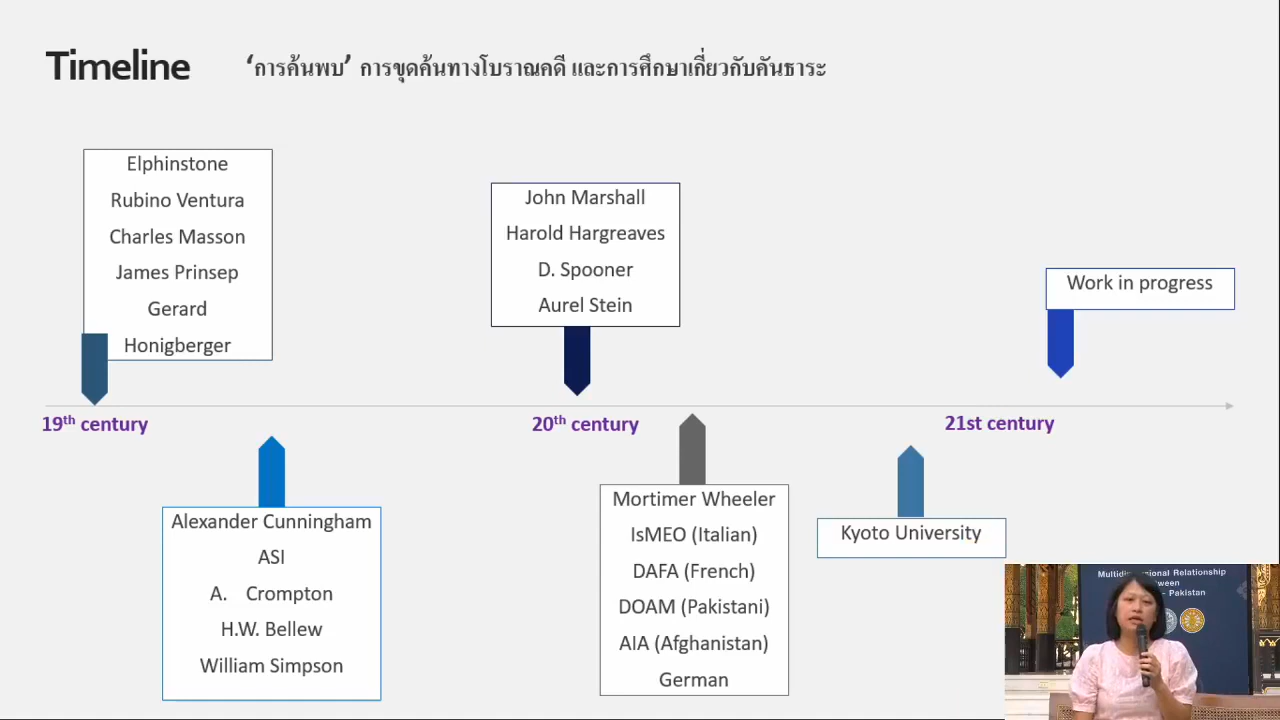 Timeline
‘การค้นพบ’ การขุดค้นทางโบราณคดี และการศึกษาเกี่ยวกับคันธาระ
Elphinstone
Rubino Ventura
Charles Masson
James Prinsep
Gerard
Honigberger
John Marshall
Harold Hargreaves
D. Spooner
Aurel Stein
Work in progress
19th century
20th century
21st century
Alexander Cunningham
ASI
A. Crompton
H.W. Bellew
William Simpson
Mortimer Wheeler
IsMEO (Italian)
DAFA (French)
DOAM (Pakistani)
AIA (Afghanistan)
German
Kyoto University
Relationship
– Pakistan